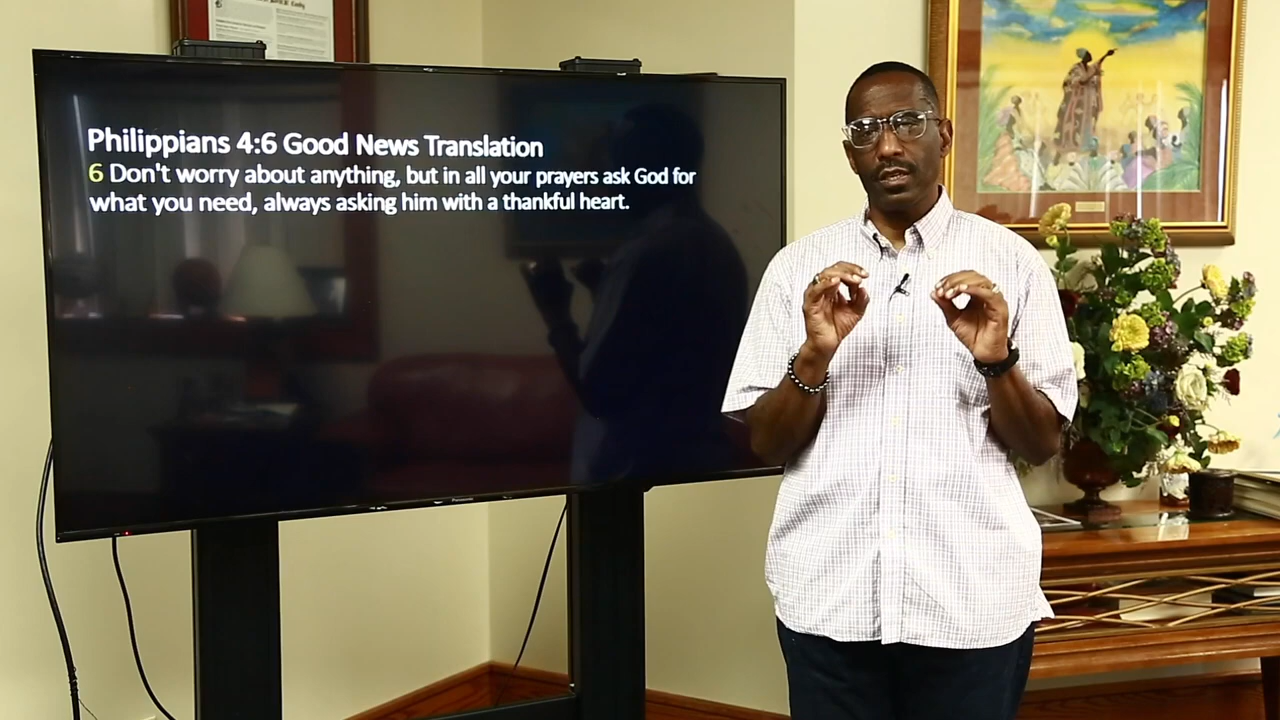 Philippians 4:6 Good News Translation
6 Don't worry about anything, but in all your prayers ask God for
what you need, always asking him with a thankful heart.
Panasonic